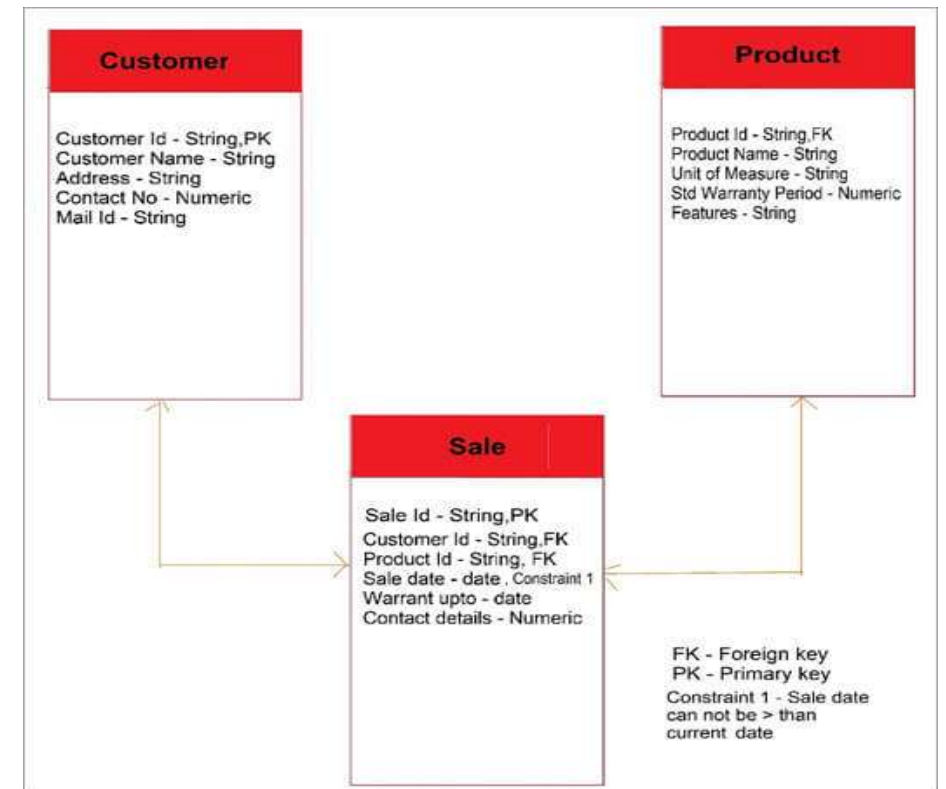 Customer
Customer Id - String,PK
Customer Name - String
Address - String
Contact No - Numeric
Mail Id - String
Product
Product Id - String,FK
Product Name - String
Unit of Measure - String
Std Warranty Period - Numeric
Features - String
Sale
Sale Id - String,PK
Customer Id - String,FK
Product Id - String, FK
Sale date - date , Constraint 1
Warrant upto - date
Contact details - Numeric
FK - Foreign key
PK - Primary key
Constraint 1 - Sale date
can not be > than
current date